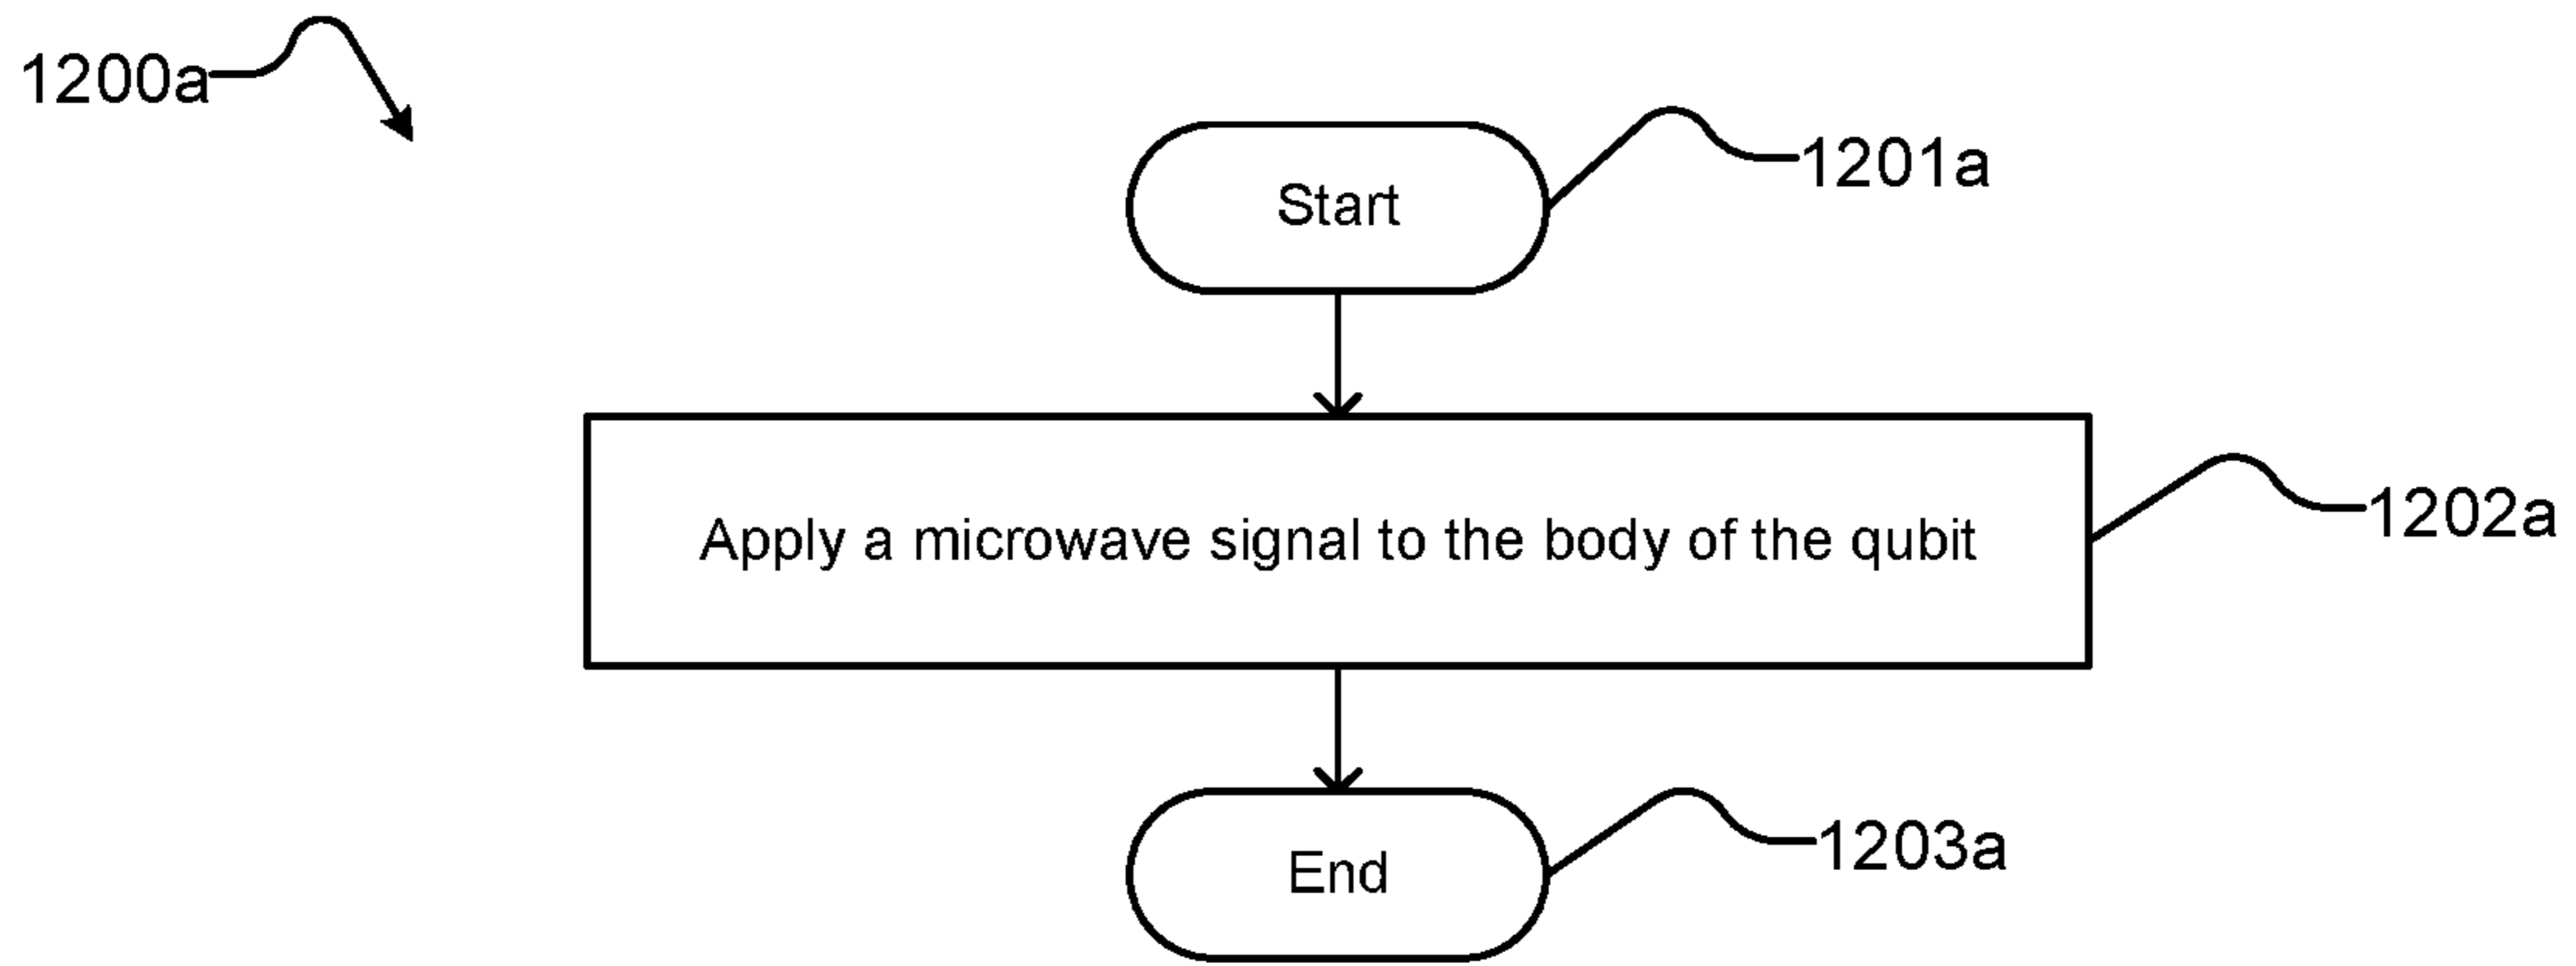 1200a
Start
1201a
Apply a microwave signal to the body of the qubit
1202a
End
1203a